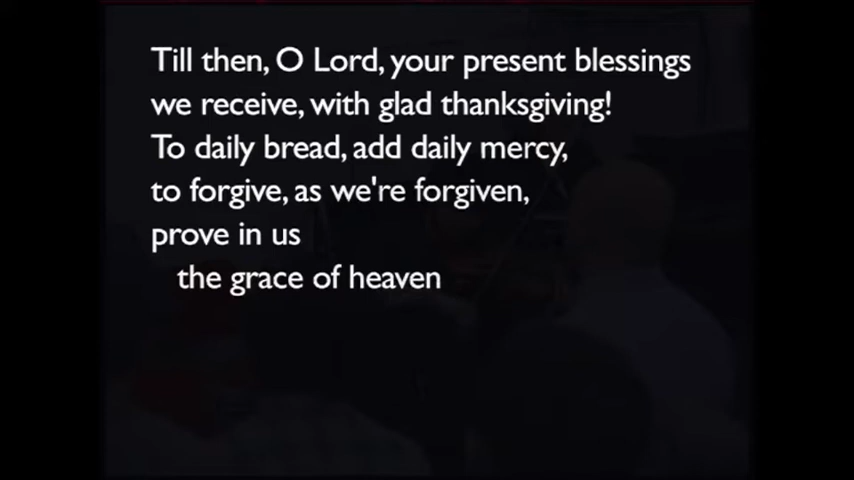 Till then, O Lord, your present blessings
we receive, with glad thanksgiving!
To daily bread, add daily mercy,
to forgive, as we're forgiven,
prove in us
the grace of heaven